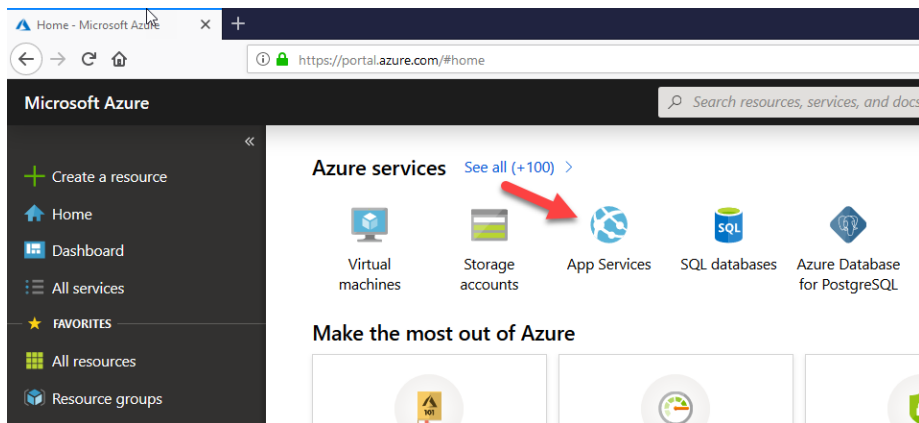 Home - Microsoft Azure
https://portal.azure.com/#home
Microsoft Azure
Search resources, services, and docs
«
Create a resource
Home
Dashboard
All services
FAVORITES
All resources
Resource groups
Azure services See all (+100) >
Virtual machines
Storage accounts
App Services
SQL
SQL databases
Azure Database for PostgreSQL
Make the most out of Azure
101